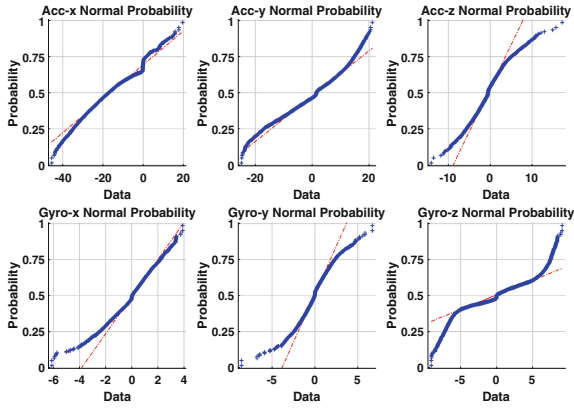 Acc-x Normal Probability
Acc-y Normal Probability
Acc-z Normal Probability
Probability
1
0.75
0.5
0.25
0
-40
-20
0
20
Data
Probability
1
0.75
0.5
0.25
0
-20
0
20
Data
Probability
1
0.75
0.5
0.25
0
-10
0
10
Data
Gyro-x Normal Probability
Gyro-y Normal Probability
Gyro-z Normal Probability
Probability
1
0.75
0.5
0.25
0
-6
-4
-2
0
2
4
Data
Probability
1
0.75
0.5
0.25
0
-5
0
5
Data
Probability
1
0.75
0.5
0.25
0
-5
0
5
Data